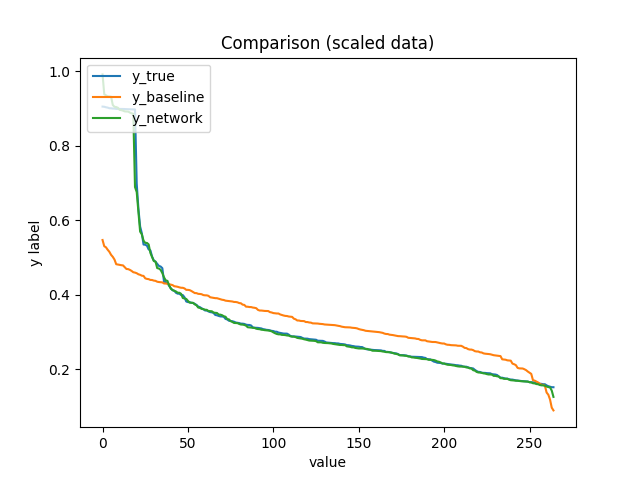 Comparison (scaled data)
y_true
y_baseline
y_network
1.0
0.8
0.6
0.4
0.2
y label
0
50
100
150
200
250
value